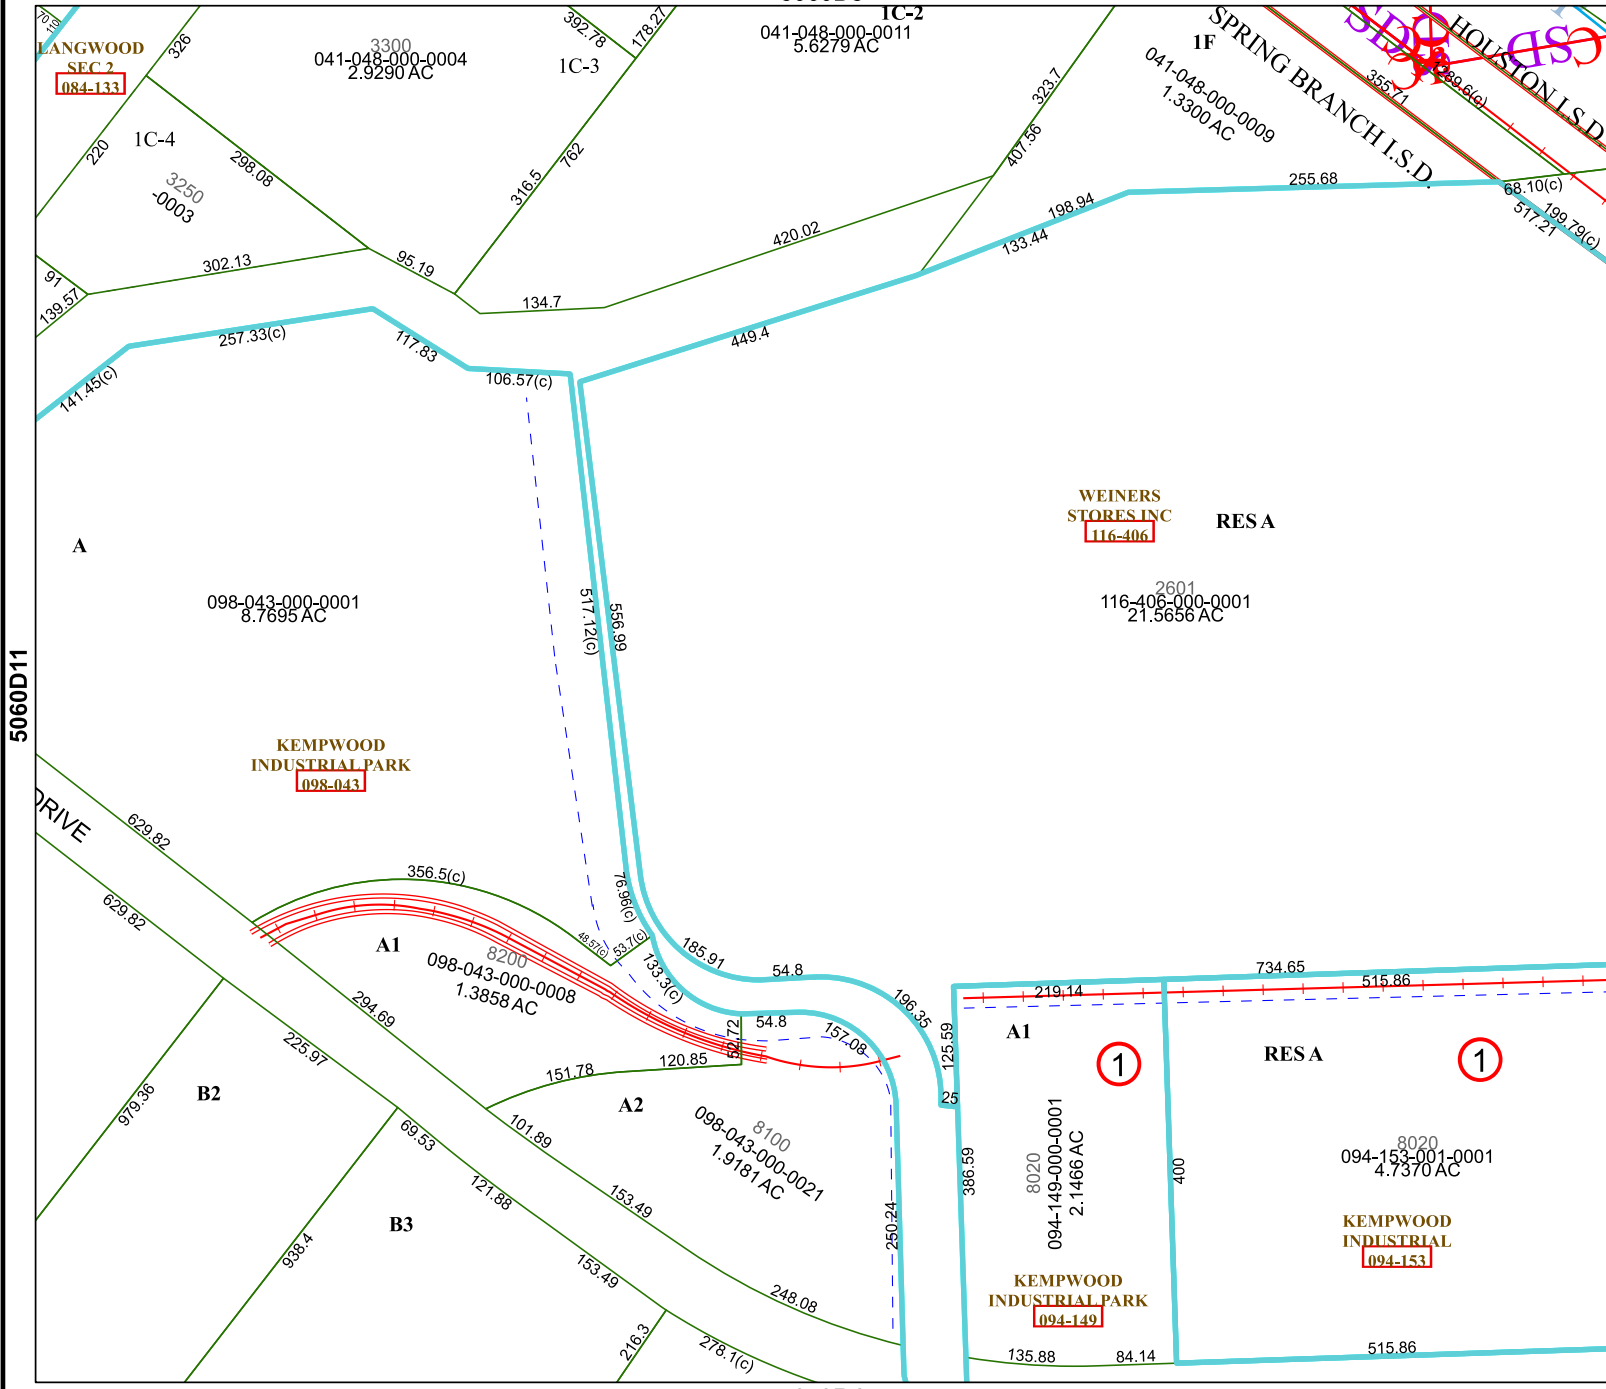 1C-2
70
110
LANGWOOD
SEC 2
084-133
326
3300
041-048-000-0004
2.9290 AC
392.78
178.27
1C-3
041-048-000-0011
5.6279 AC
1F
SPRING BRANCH I.S.D.
HOUSTON I.S.D.
041-048-000-0009
1.3300 AC
355.71
1289.6(c)
CSD
1C-4
220
298.08
3250
-0003
316.5
762
323.7
407.56
420.02
198.94
133.44
255.68
68.10(c)
199.79(c)
517.21
302.13
95.19
91
139.57
134.7
257.33(c)
117.83
106.57(c)
449.4
141.45(c)
WEINERS
STORES INC
116-406
RES A
A
098-043-000-0001
8.7695 AC
2601
116-406-000-0001
21.5656 AC
517.12(c)
556.99
5060D11
KEMPWOOD
INDUSTRIAL PARK
098-043
DRIVE
629.82
629.82
356.5(c)
76.96(c)
48.57(c)
53.7(c)
A1
8200
098-043-000-0008
1.3858 AC
133.3(c)
185.91
54.8
54.8
196.35
157.08
52.72
734.65
219.14
515.86
294.69
225.97
151.78
120.85
125.59
25
A1
1
RES A
1
979.36
B2
A2
8100
098-043-000-0021
1.9181 AC
69.53
101.89
121.88
153.49
250.24
386.59
8020
094-149-000-0001
2.1466 AC
400
8020
094-153-001-0001
4.7370 AC
KEMPWOOD
INDUSTRIAL
094-153
B3
938.4
153.49
248.08
KEMPWOOD
INDUSTRIAL PARK
094-149
216.3
278.1(c)
135.88
84.14
515.86